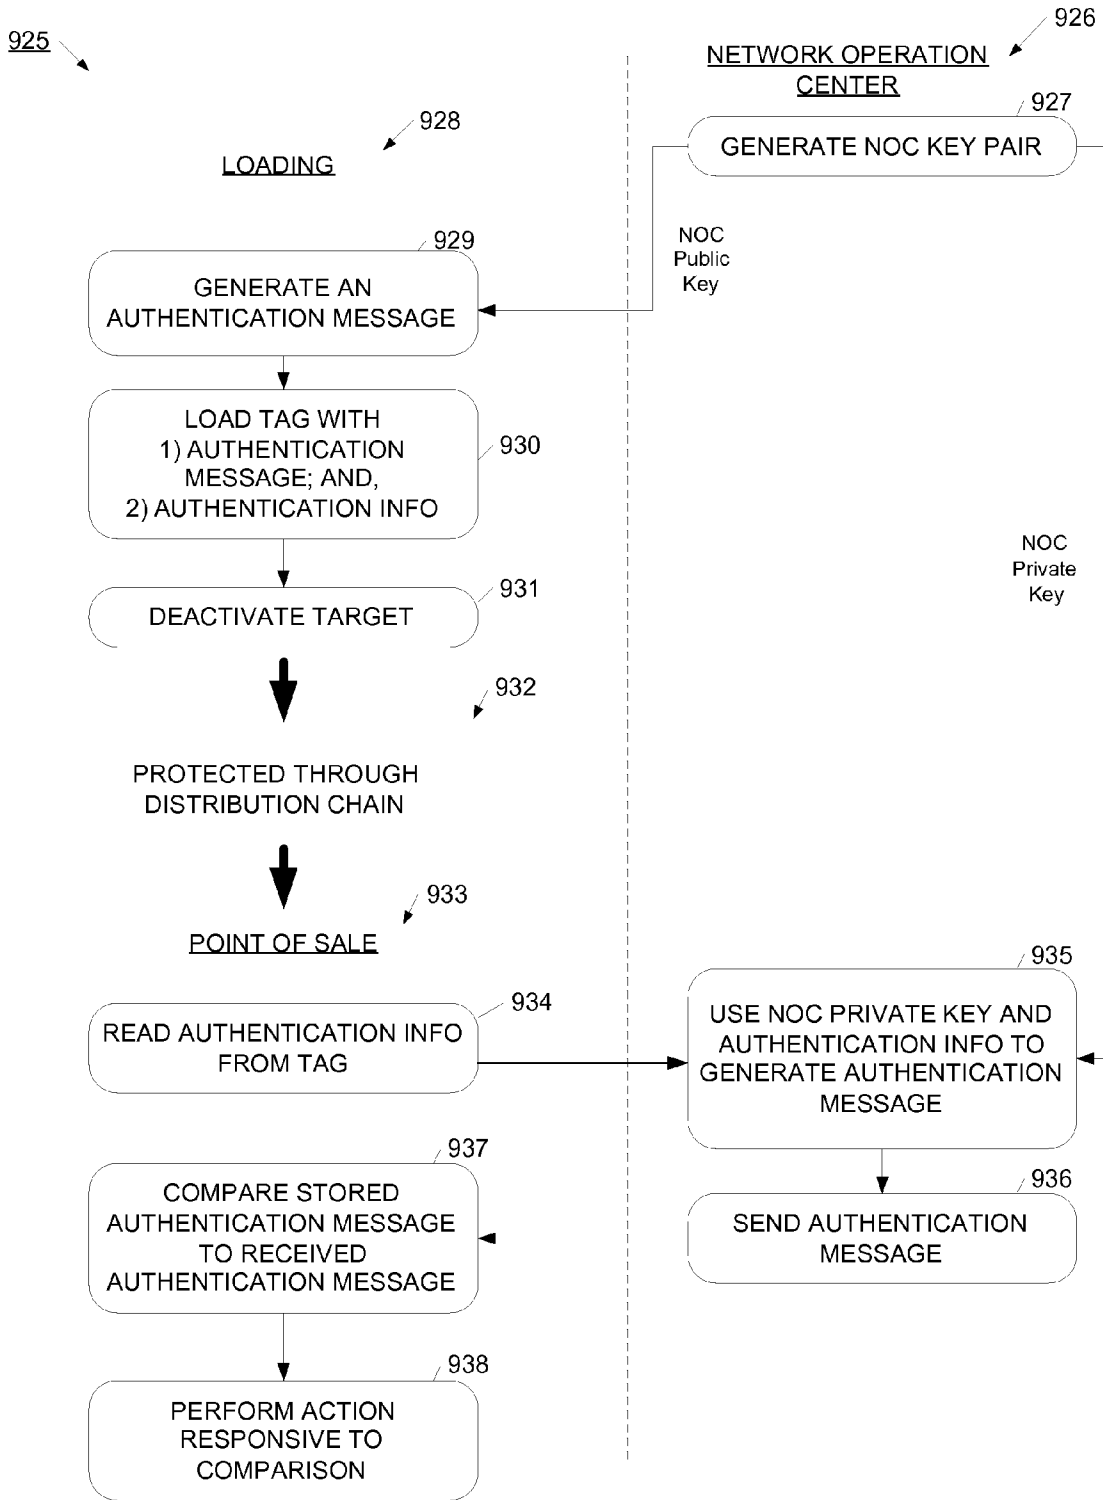 925
926
NETWORK OPERATION
CENTER
927
GENERATE NOC KEY PAIR
928
LOADING
NOC
Public
Key
929
GENERATE AN
AUTHENTICATION MESSAGE
930
LOAD TAG WITH
1) AUTHENTICATION
MESSAGE; AND,
2) AUTHENTICATION INFO
NOC
Private
Key
931
DEACTIVATE TARGET
932
PROTECTED THROUGH
DISTRIBUTION CHAIN
933
POINT OF SALE
934
READ AUTHENTICATION INFO
FROM TAG
935
USE NOC PRIVATE KEY AND
AUTHENTICATION INFO TO
GENERATE AUTHENTICATION
MESSAGE
936
SEND AUTHENTICATION
MESSAGE
937
COMPARE STORED
AUTHENTICATION MESSAGE
TO RECEIVED
AUTHENTICATION MESSAGE
938
PERFORM ACTION
RESPONSIVE TO
COMPARISON